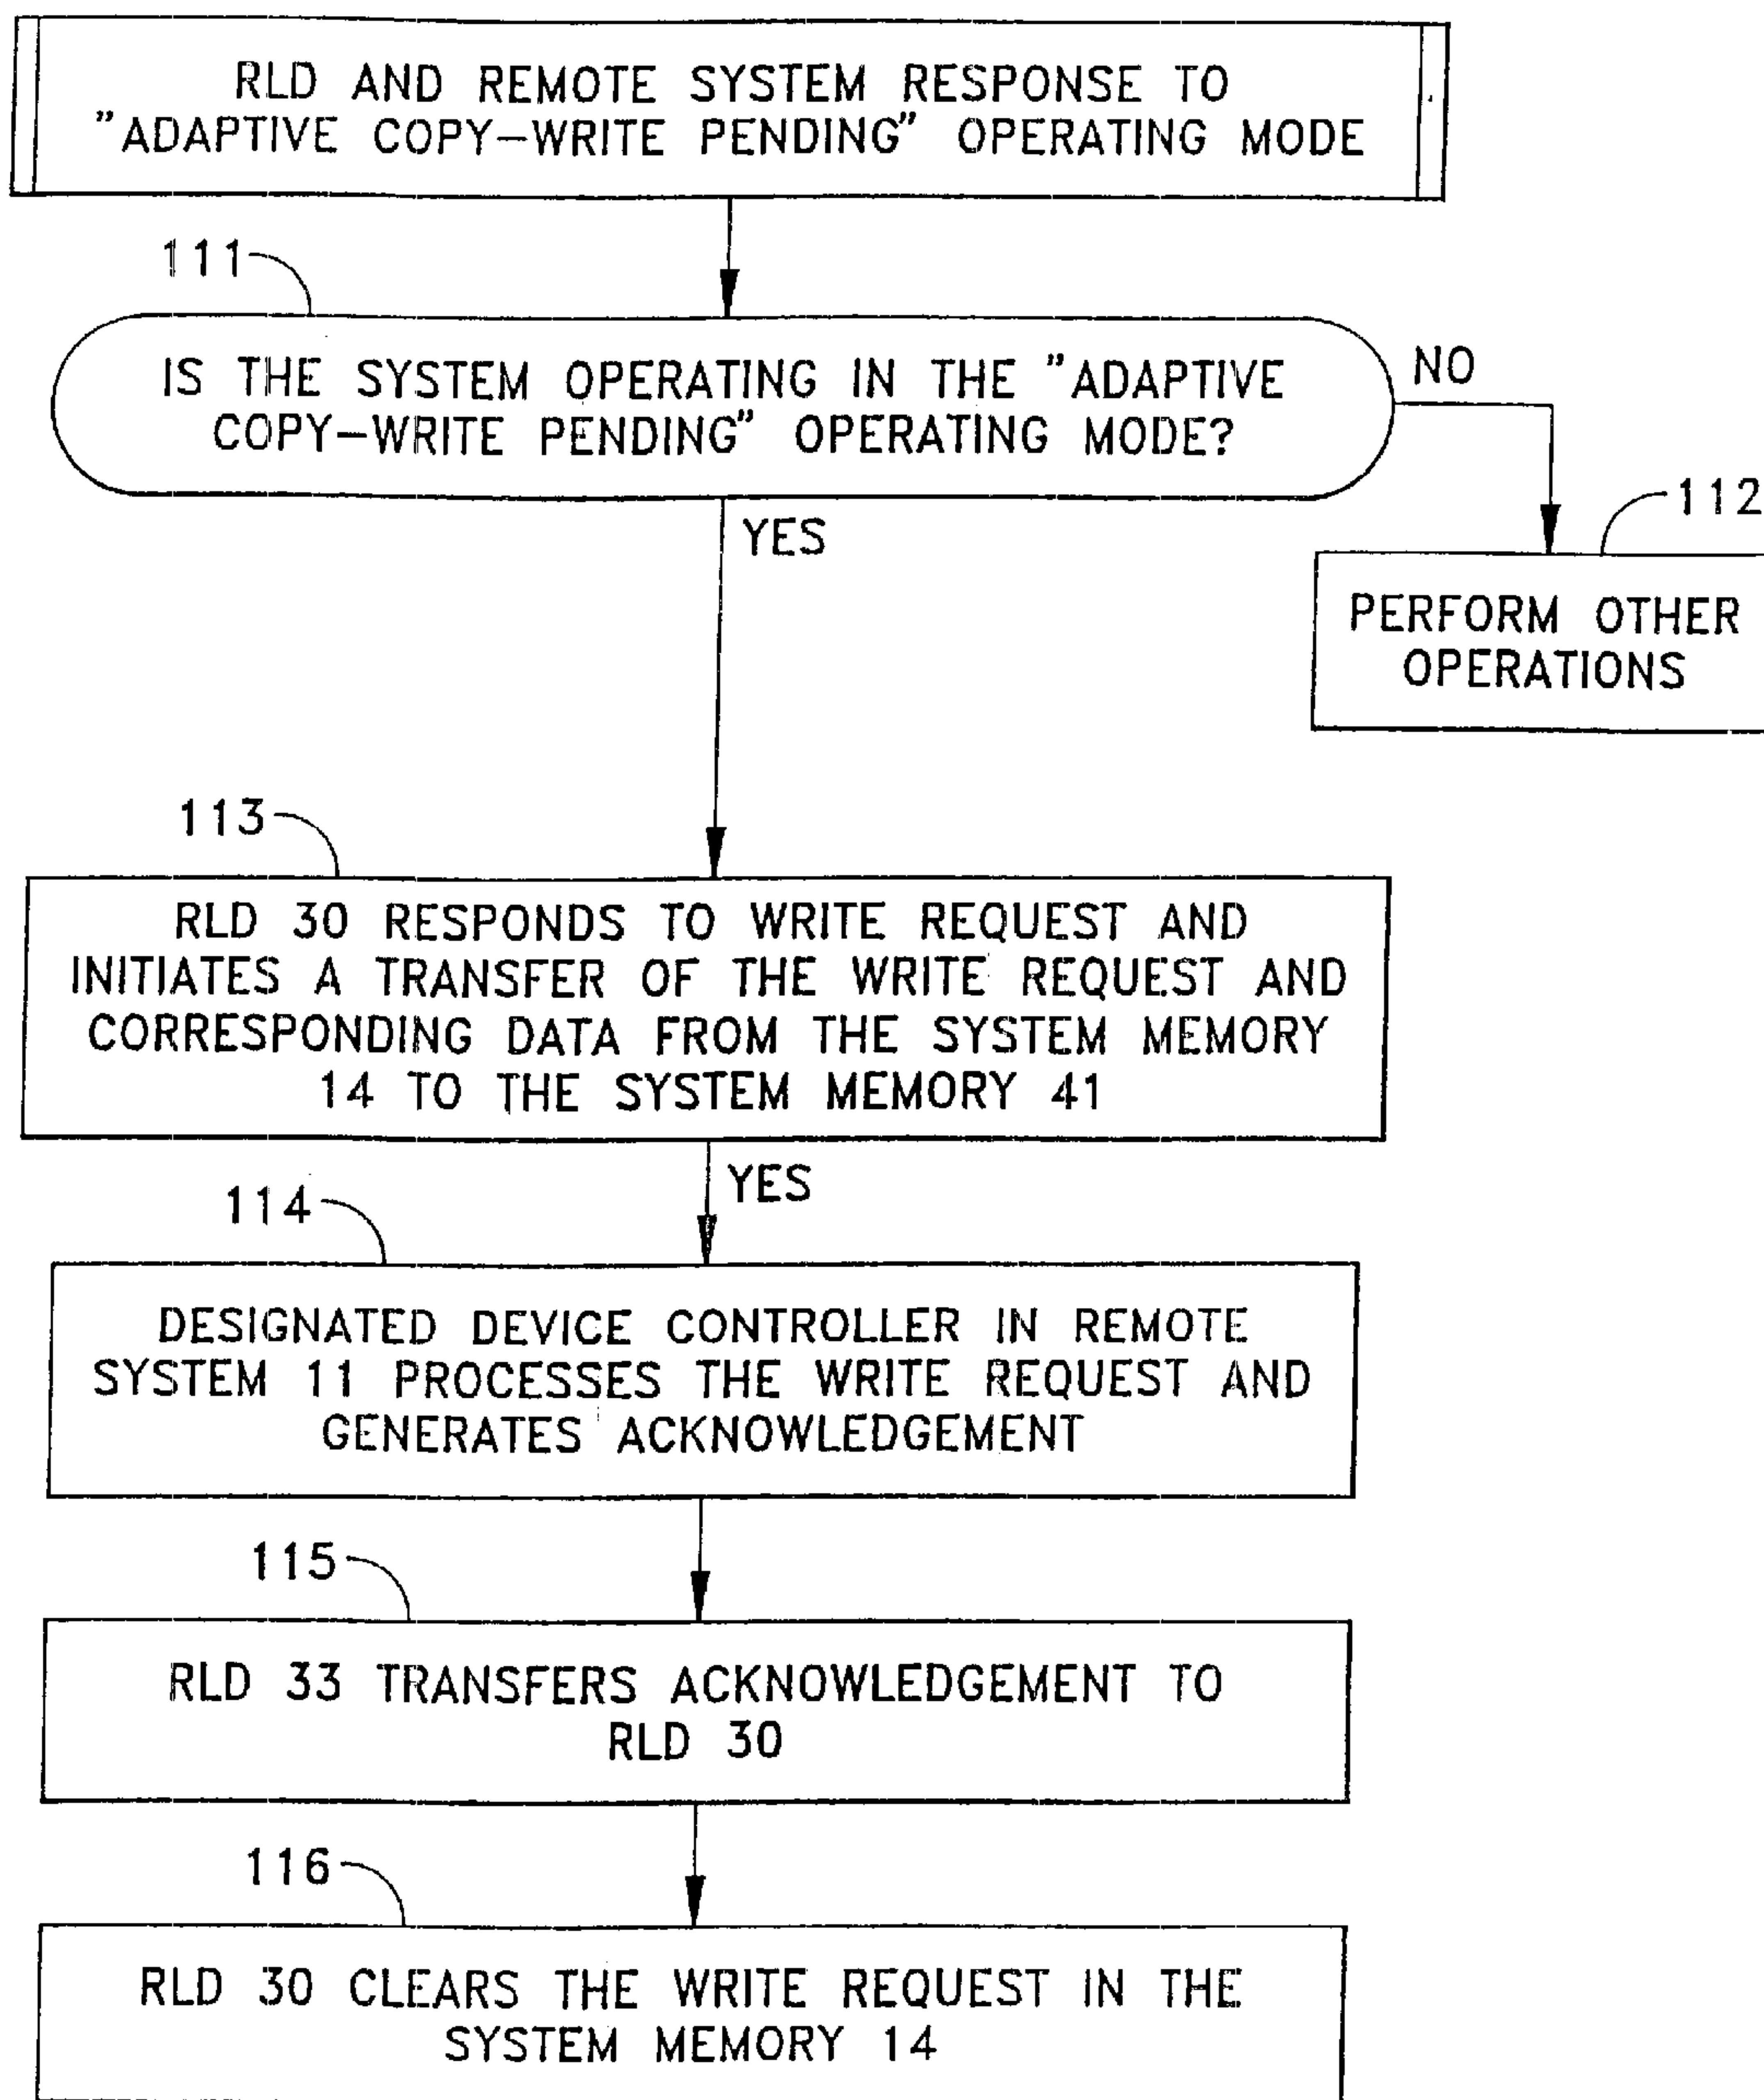 RLD AND REMOTE SYSTEM RESPONSE TO
"ADAPTIVE COPY-WRITE PENDING" OPERATING MODE
111
IS THE SYSTEM OPERATING IN THE "ADAPTIVE
COPY-WRITE PENDING" OPERATING MODE?
NO
YES
112
PERFORM OTHER
OPERATIONS
113
RLD 30 RESPONDS TO WRITE REQUEST AND
INITIATES A TRANSFER OF THE WRITE REQUEST AND
CORRESPONDING DATA FROM THE SYSTEM MEMORY
14 TO THE SYSTEM MEMORY 41
YES
114
DESIGNATED DEVICE CONTROLLER IN REMOTE
SYSTEM 11 PROCESSES THE WRITE REQUEST AND
GENERATES ACKNOWLEDGEMENT
115
RLD 33 TRANSFERS ACKNOWLEDGEMENT TO
RLD 30
116
RLD 30 CLEARS THE WRITE REQUEST IN THE
SYSTEM MEMORY 14